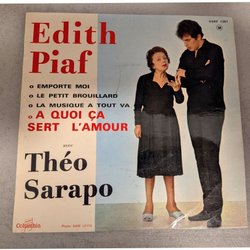 Edith
Piaf
EMPORTE MOI
LE PETIT BROUILLARD
LA MUSIQUE A TOUT VA
A QUOI ÇA
SERT L'AMOUR
avec
Théo
Sarapo
Columbia